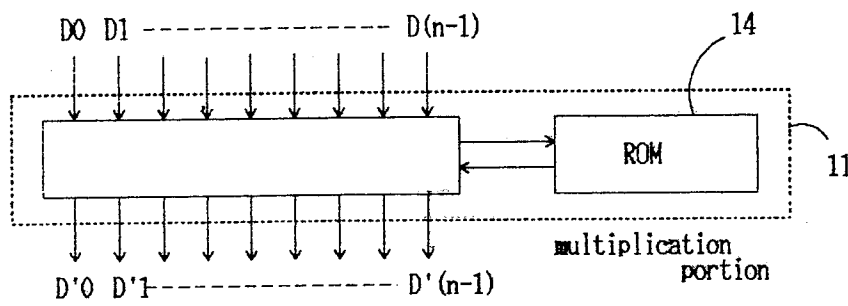 D0 D1 D(n-1)
14
ROM
11
multiplication
portion
D'0 D'1 D'(n-1)